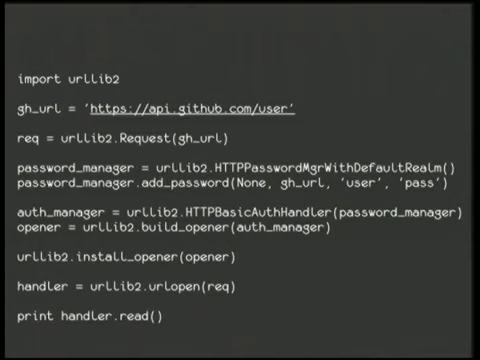 import urllib2
gh_url = 'https://api.github.com/user'
req = urllib2.Request(gh_url)
password_manager = urllib2.HTTPPasswordMgrWithDefaultRealm()
password_manager.add_password(None, gh_url, 'user', 'pass')
auth_manager = urllib2.HTTPBasicAuthHandler(password_manager)
opener = urllib2.build_opener(auth_manager)
urllib2.install_opener(opener)
handler = urllib2.urlopen(req)
print handler.read()